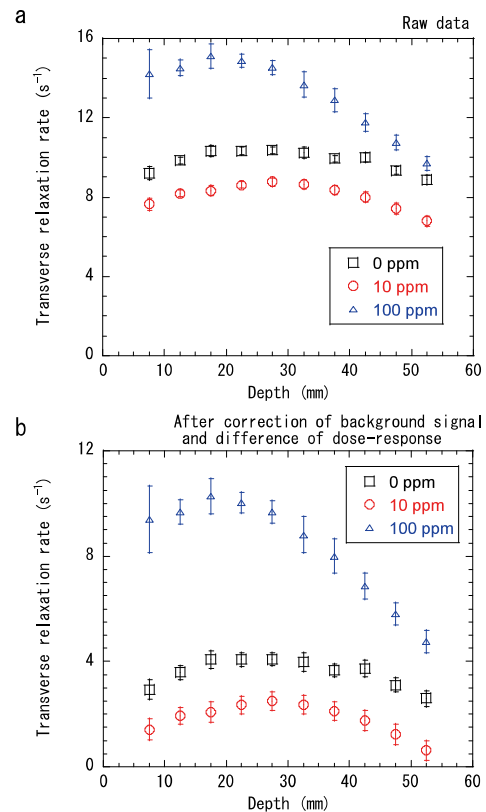 a
Raw data
16
12
8
4
0
Transverse relaxation rate (s⁻¹)
0 ppm
10 ppm
100 ppm
0 10 20 30 40 50 60
Depth (mm)
b
After correction of background signal
and difference of dose-response
12
8
4
0
Transverse relaxation rate (s⁻¹)
0 ppm
10 ppm
100 ppm
0 10 20 30 40 50 60
Depth (mm)